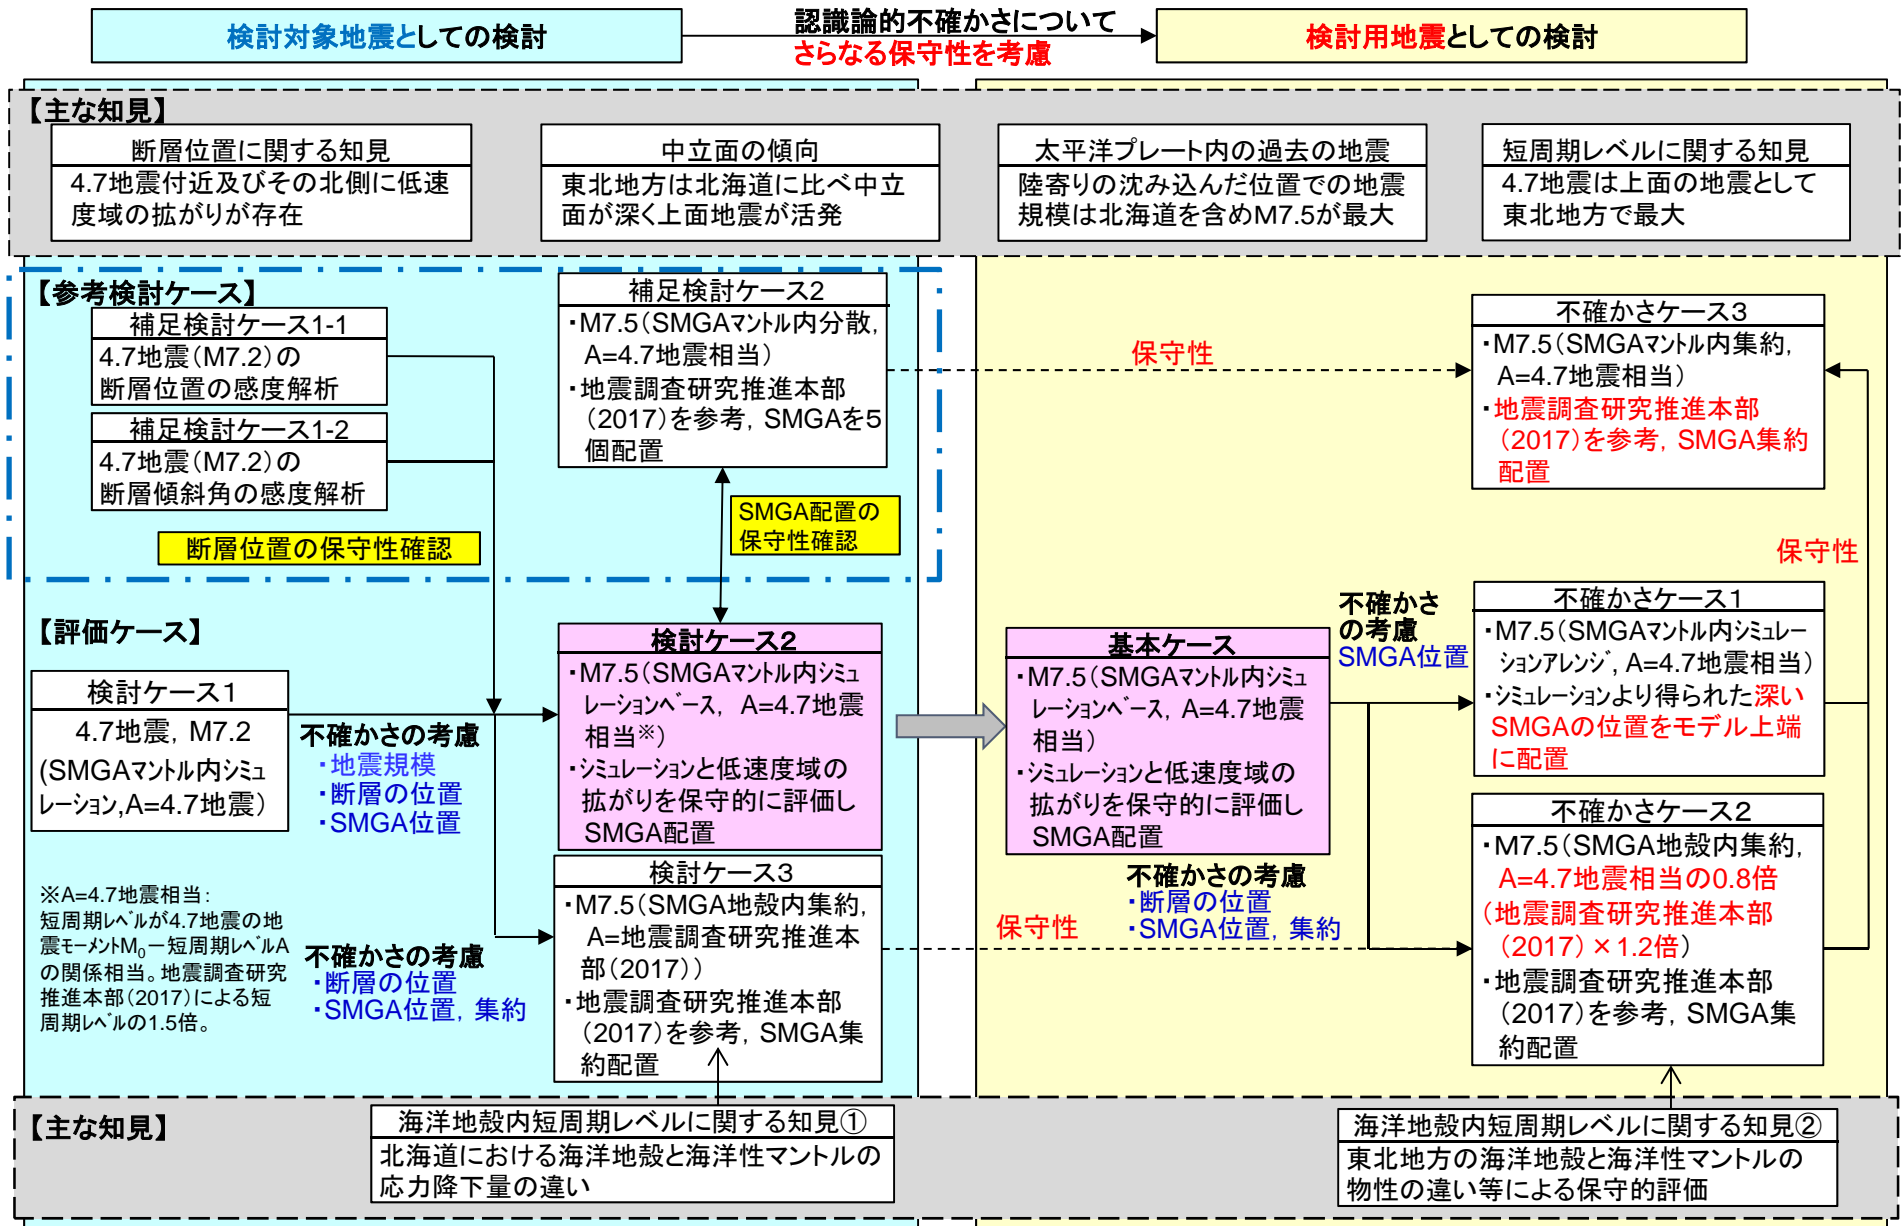 検討対象地震としての検討
認識論的不確かさについて
さらなる保守性を考慮
検討用地震としての検討
【主な知見】
断層位置に関する知見
4.7地震付近及びその北側に低速
度域の拡がりが存在
中立面の傾向
東北地方は北海道に比べ中立
面が深く上面地震が活発
太平洋プレート内の過去の地震
陸寄りの沈み込んだ位置での地震
規模は北海道を含めM7.5が最大
短周期レベルに関する知見
4.7地震は上面の地震として
東北地方で最大
【参考検討ケース】
補足検討ケース1-1
4.7地震（M7.2）の
断層位置の感度解析
補足検討ケース1-2
4.7地震（M7.2）の
断層傾斜角の感度解析
断層位置の保守性確認
補足検討ケース2
・M7.5（SMGAﾏﾝﾄﾙ内分散，
A=4.7地震相当）
・地震調査研究推進本部
（2017）を参考，SMGAを5
個配置
SMGA配置の
保守性確認
保守性
不確かさケース3
・M7.5（SMGAﾏﾝﾄﾙ内集約，
A=4.7地震相当）
・地震調査研究推進本部
（2017）を参考，SMGA集約
配置
保守性
【評価ケース】
検討ケース1
4.7地震，M7.2
(SMGAﾏﾝﾄﾙ内ｼﾐｭ
ﾚｰｼｮﾝ,A=4.7地震）
不確かさの考慮
・地震規模
・断層の位置
・SMGA位置
検討ケース2
・M7.5（SMGAﾏﾝﾄﾙ内ｼﾐｭ
ﾚｰｼｮﾝﾍﾞｰｽ，A=4.7地震
相当※）
・ｼﾐｭﾚｰｼｮﾝと低速度域の
拡がりを保守的に評価し
SMGA配置
基本ケース
・M7.5（SMGAﾏﾝﾄﾙ内ｼﾐｭ
ﾚｰｼｮﾝﾍﾞｰｽ，A=4.7地震
相当）
・ｼﾐｭﾚｰｼｮﾝと低速度域の
拡がりを保守的に評価し
SMGA配置
不確かさ
の考慮
SMGA位置
不確かさケース1
・M7.5（SMGAﾏﾝﾄﾙ内ｼﾐｭﾚｰ
ｼｮﾝｱﾚﾝｼﾞ，A=4.7地震相当）
・ｼﾐｭﾚｰｼｮﾝより得られた深い
SMGAの位置をモデル上端
に配置
※A=4.7地震相当：
短周期ﾚﾍﾞﾙが4.7地震の地
震ﾓｰﾒﾝﾄM₀－短周期ﾚﾍﾞﾙA
の関係相当。地震調査研究
推進本部（2017）による短
周期ﾚﾍﾞﾙの1.5倍。
不確かさの考慮
・断層の位置
・SMGA位置，集約
検討ケース3
・M7.5（SMGA地殻内集約，
A=地震調査研究推進本
部（2017））
・地震調査研究推進本部
（2017）を参考，SMGA集
約配置
保守性
不確かさの考慮
・断層の位置
・SMGA位置，集約
不確かさケース2
・M7.5（SMGA地殻内集約，
A=4.7地震相当の0.8倍
（地震調査研究推進本部
（2017）×1.2倍）
・地震調査研究推進本部
（2017）を参考，SMGA集
約配置
【主な知見】
海洋地殻内短周期レベルに関する知見①
北海道における海洋地殻と海洋性マントルの
応力降下量の違い
海洋地殻内短周期レベルに関する知見②
東北地方の海洋地殻と海洋性マントルの
物性の違い等による保守的評価